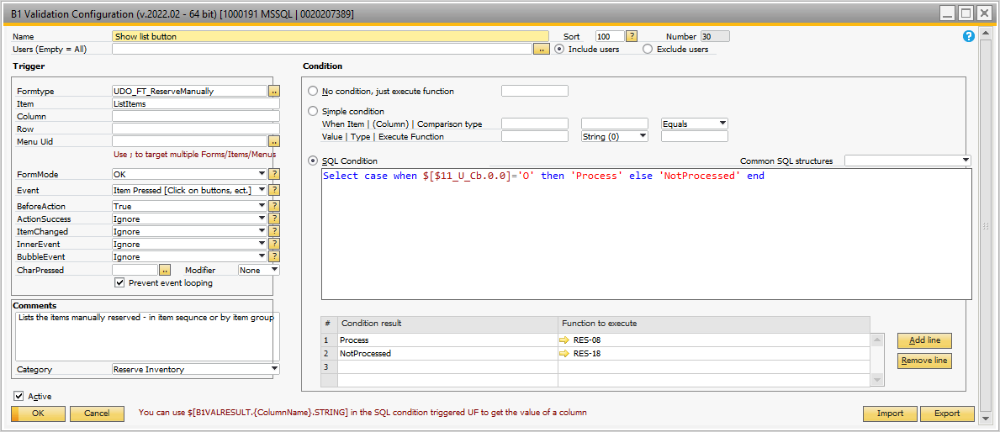 B1 Validation Configuration (v.2022.02 - 64 bit) [1000191 MSSQL | 0020207389]
Name Show list button Sort 100 ? Number 30 ?
Users (Empty = All) .. Include users Exclude users
Trigger
Formtype UDO_FT_ReserveManually ..
Item ListItems
Column
Row
Menu Uid ..
Use ; to target multiple Forms/Items/Menus
FormMode OK ?
Event Item Pressed [Click on buttons, ect.] ?
BeforeAction True ?
ActionSuccess Ignore ?
ItemChanged Ignore ?
InnerEvent Ignore ?
BubbleEvent Ignore ?
CharPressed .. Modifier None
Prevent event looping
Comments
Lists the items manually reserved - in item sequnce or by item group
Category Reserve Inventory
Condition
No condition, just execute function
Simple condition
When Item | (Column) | Comparison type Equals
Value | Type | Execute Function String (0)
SQL Condition Common SQL structures
Select case when $[$11_U_Cb.0.0]='O' then 'Process' else 'NotProcessed' end
# Condition result Function to execute
1 Process RES-08
2 NotProcessed RES-18
3
Add line
Remove line
Active
OK Cancel You can use $[B1VALRESULT.{ColumnName}.STRING] in the SQL condition triggered UF to get the value of a column Import Export